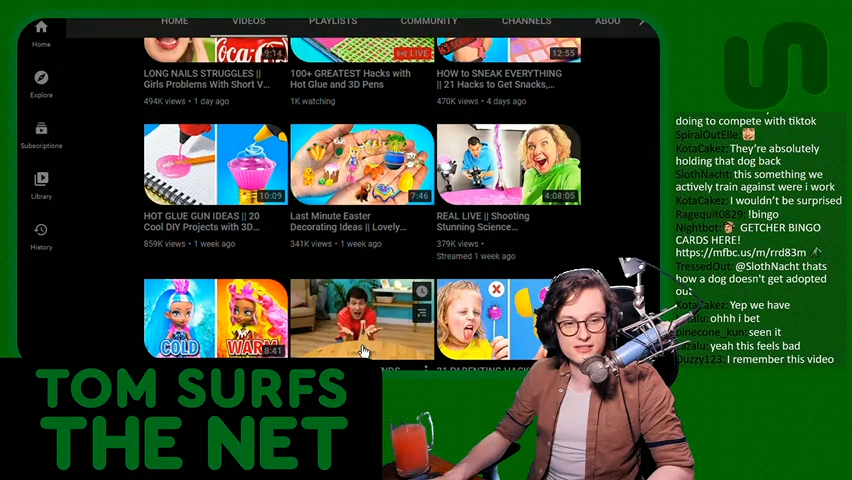 HOME VIDEOS PLAYLISTS COMMUNITY CHANNELS ABOU
Home
Explore
Subscriptions
Library
History
9:14
LIVE
12:55
LONG NAILS STRUGGLES ||
Girls Problems With Short V...
494K views • 1 day ago
100+ GREATEST Hacks with
Hot Glue and 3D Pens
1K watching
HOW to SNEAK EVERYTHING
|| 21 Hacks to Get Snacks,...
470K views • 4 days ago
10:09
7:46
4:08:05
HOT GLUE GUN IDEAS || 20
Cool DIY Projects with 3D...
859K views • 1 week ago
Last Minute Easter
Decorating Ideas || Lovely...
341K views • 1 week ago
REAL LIVE || Shooting
Stunning Science...
379K views •
Streamed 1 week ago
COLD WARM
8:41
TOM SURFS
THE NET
doing to compete with tiktok
SpiralOutElle:
KotaCakez: They're absolutely
holding that dog back
SlothNacht: this something we
actively train against were i work
KotaCakez: I wouldn't be surprised
Ragequit0829: !bingo
Nightbot: GETCHER BINGO
CARDS HERE!
https://mfbc.us/m/rrd83m
TressedOut: @SlothNacht thats
how a dog doesn't get adopted
out
KotaCakez: Yep we have
ohhh i bet
pinecone_kun: seen it
yeah this feels bad
Duzzy123: I remember this video